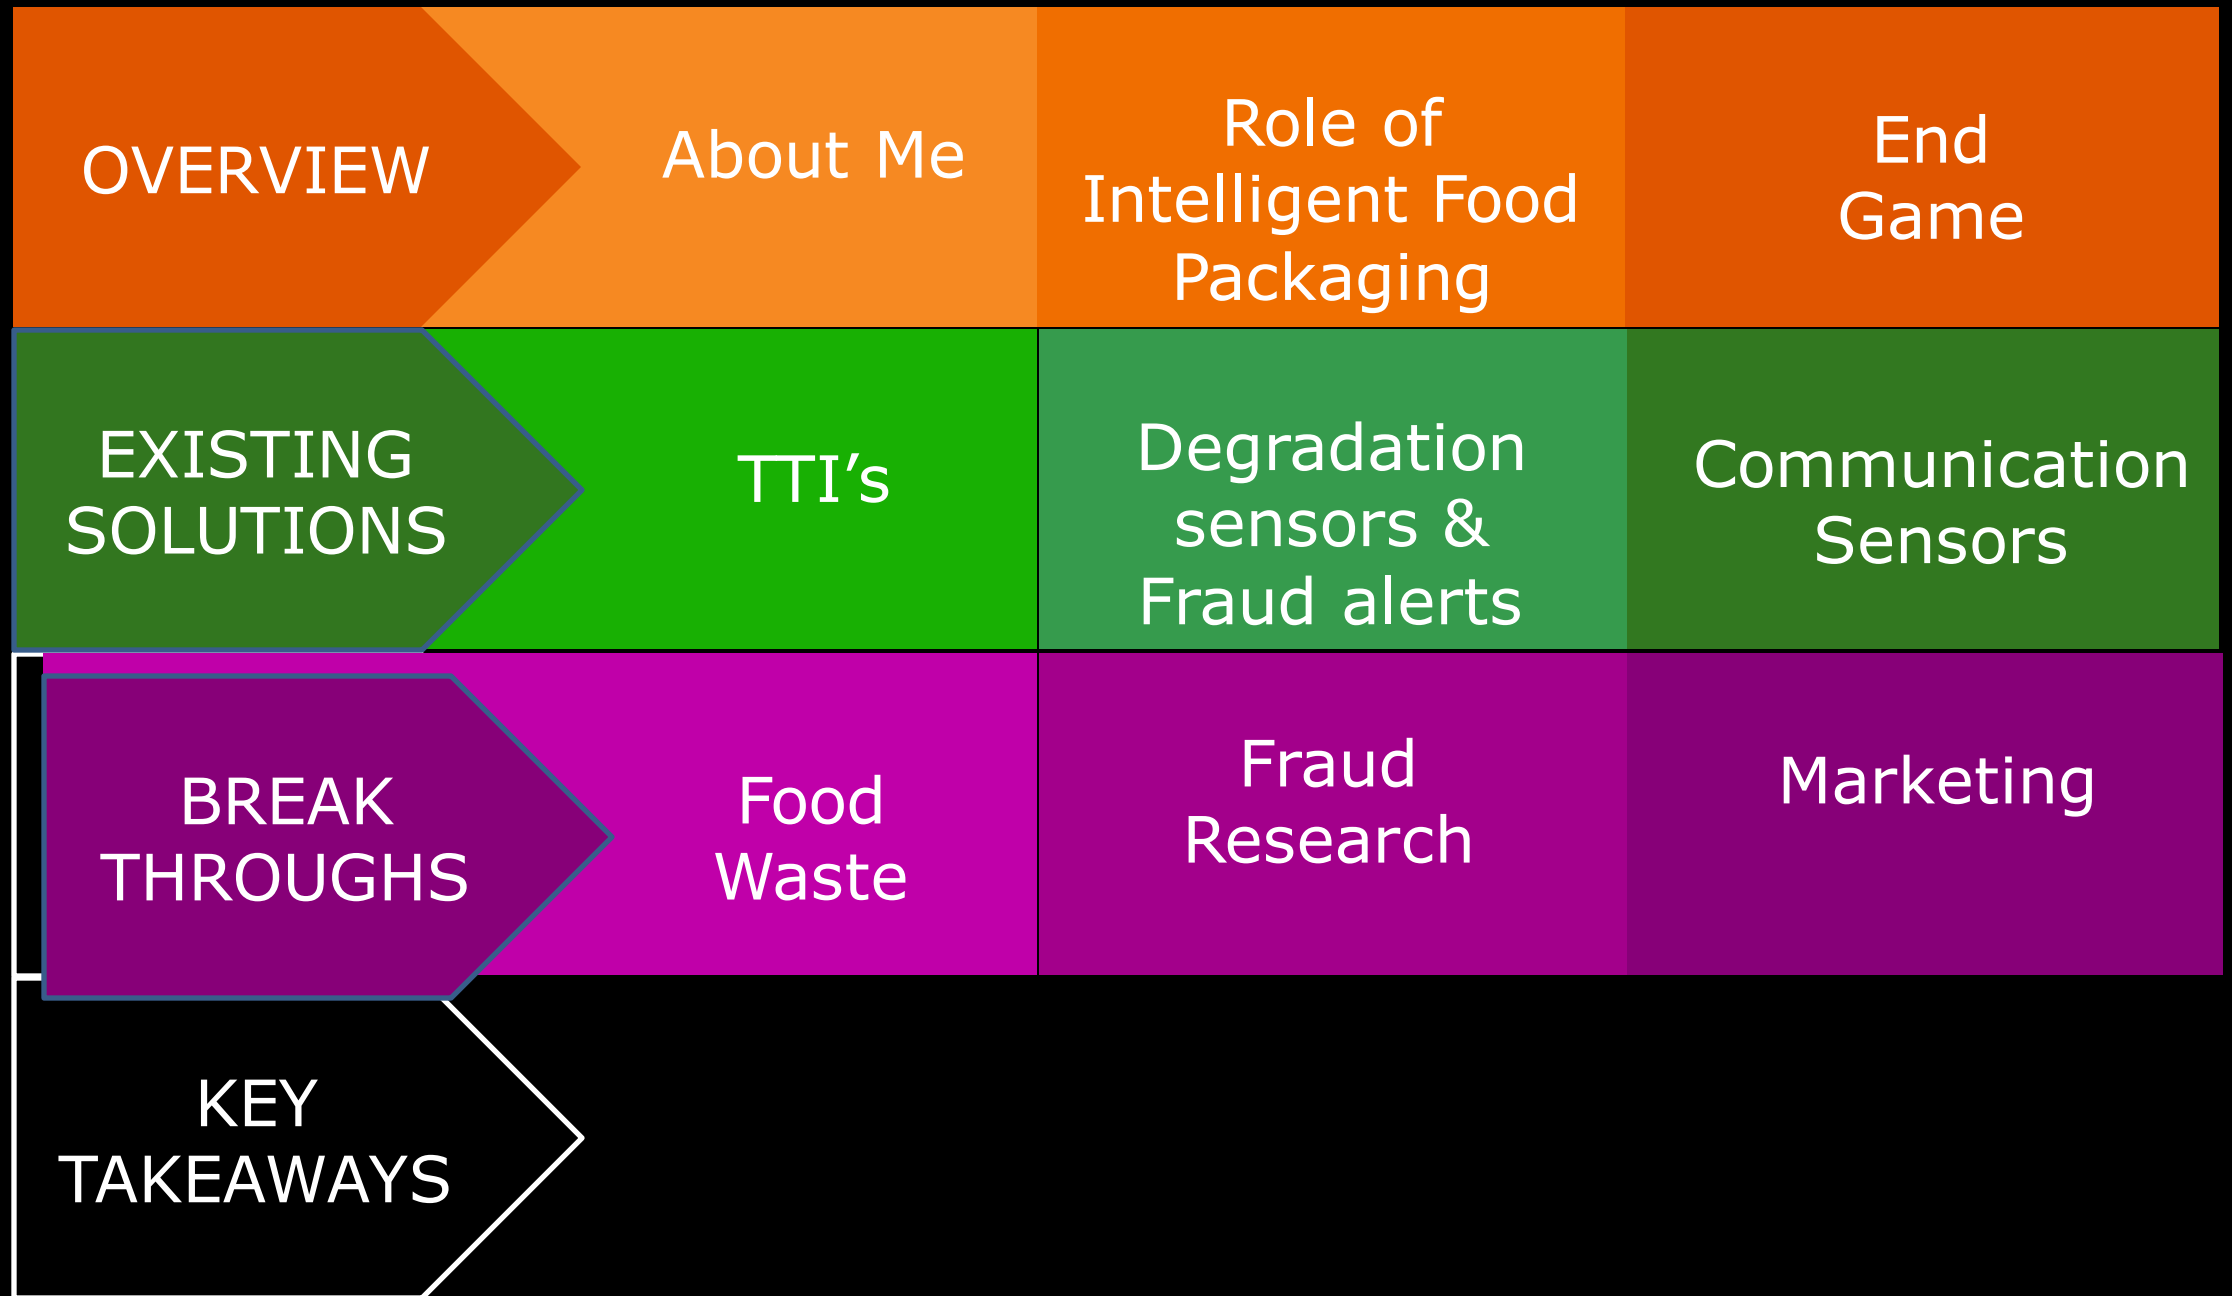 OVERVIEW
About Me
Role of
Intelligent Food
Packaging
End
Game
EXISTING
SOLUTIONS
TTI’s
Degradation
sensors &
Fraud alerts
Communication
Sensors
BREAK
THROUGHS
Food
Waste
Fraud
Research
Marketing
KEY
TAKEAWAYS